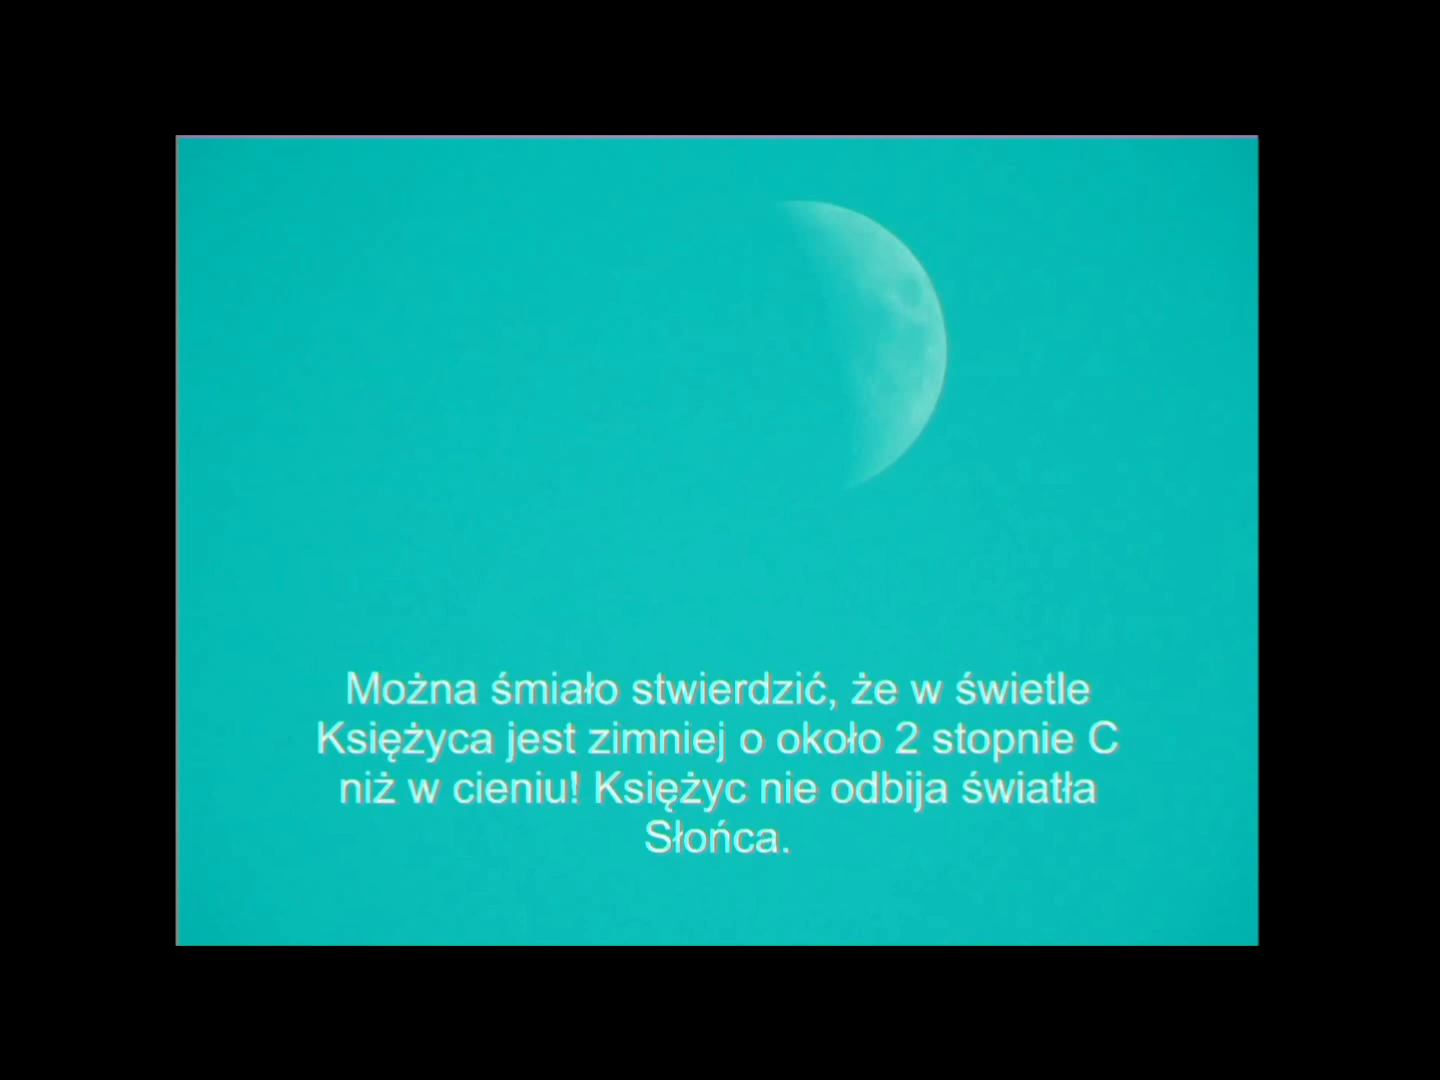 Można śmiało stwierdzić, że w świetle
Księżyca jest zimniej o około 2 stopnie C
niż w cieniu! Księżyc nie odbija światła
Słońca.